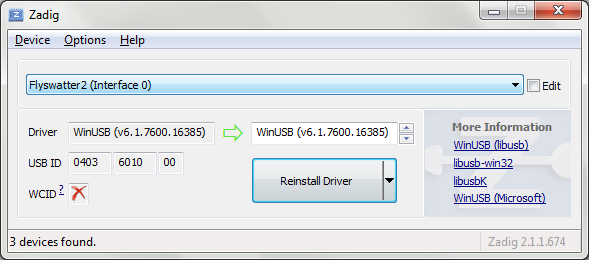 Zadig
Device Options Help
Flyswatter2 (Interface 0)
Edit
Driver WinUSB (v6.1.7600.16385) WinUSB (v6.1.7600.16385)
USB ID 0403 6010 00
WCID ?
Reinstall Driver
More Information
WinUSB (libusb)
libusb-win32
libusbK
WinUSB (Microsoft)
3 devices found.
Zadig 2.1.1.674